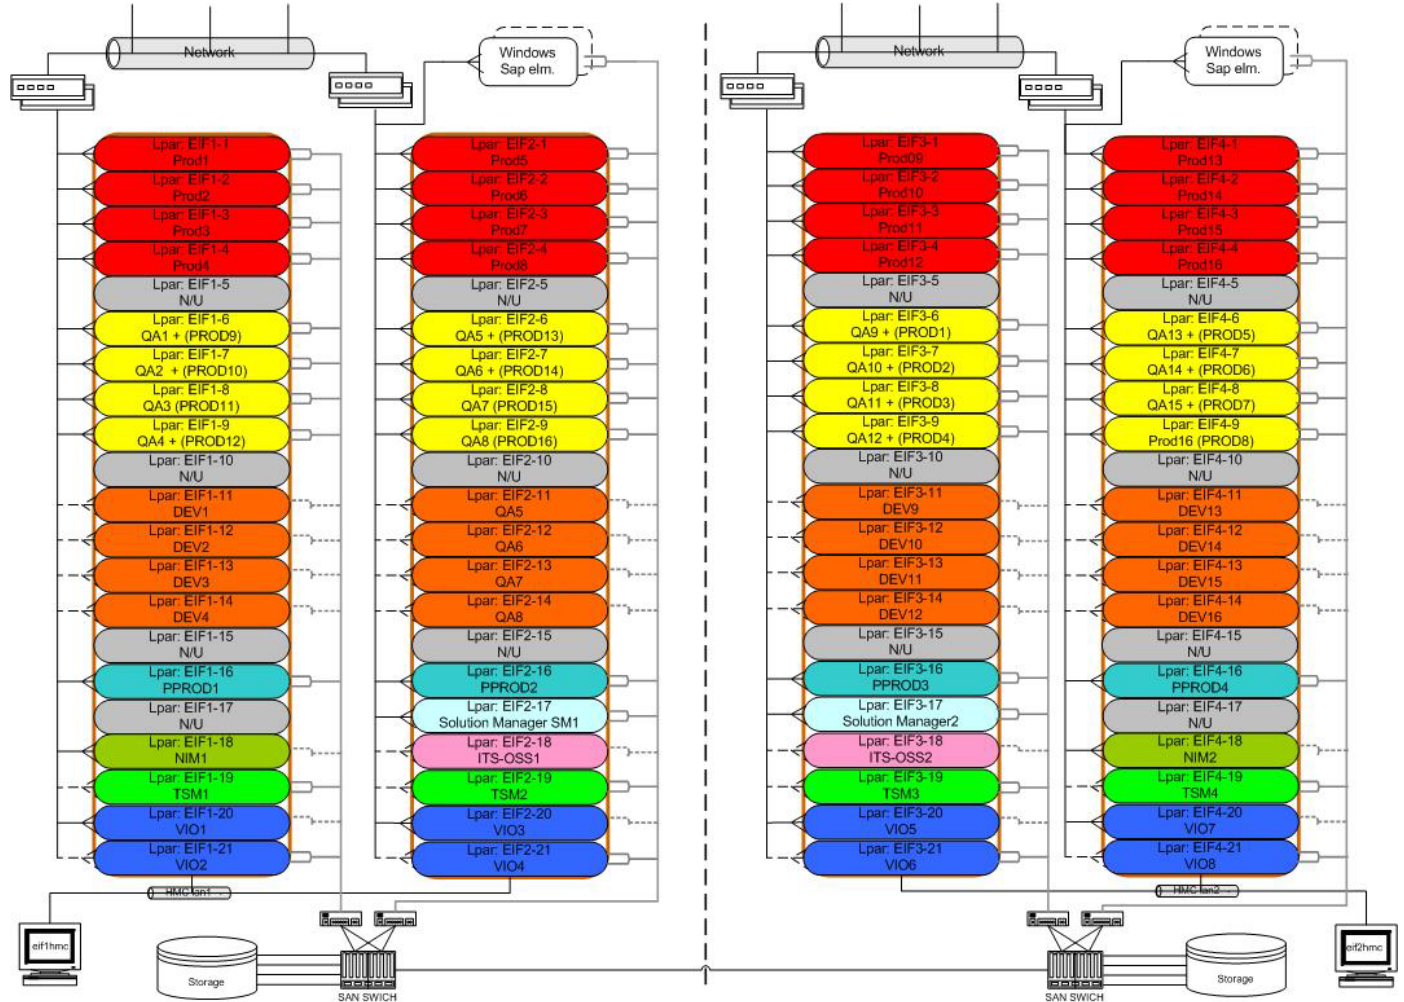 Network
Windows
Sap elm.
Network
Windows
Sap elm.
Lpar: EIF1-1
Prod1
Lpar: EIF1-2
Prod2
Lpar: EIF1-3
Prod3
Lpar: EIF1-4
Prod4
Lpar: EIF1-5
N/U
Lpar: EIF1-6
QA1 + (PROD9)
Lpar: EIF1-7
QA2 + (PROD10)
Lpar: EIF1-8
QA3 (PROD11)
Lpar: EIF1-9
QA4 + (PROD12)
Lpar: EIF1-10
N/U
Lpar: EIF1-11
DEV1
Lpar: EIF1-12
DEV2
Lpar: EIF1-13
DEV3
Lpar: EIF1-14
DEV4
Lpar: EIF1-15
N/U
Lpar: EIF1-16
PPROD1
Lpar: EIF1-17
N/U
Lpar: EIF1-18
NIM1
Lpar: EIF1-19
TSM1
Lpar: EIF1-20
VIO1
Lpar: EIF1-21
VIO2
Lpar: EIF2-1
Prod5
Lpar: EIF2-2
Prod6
Lpar: EIF2-3
Prod7
Lpar: EIF2-4
Prod8
Lpar: EIF2-5
N/U
Lpar: EIF2-6
QA5 + (PROD13)
Lpar: EIF2-7
QA6 + (PROD14)
Lpar: EIF2-8
QA7 (PROD15)
Lpar: EIF2-9
QA8 (PROD16)
Lpar: EIF2-10
N/U
Lpar: EIF2-11
QA5
Lpar: EIF2-12
QA6
Lpar: EIF2-13
QA7
Lpar: EIF2-14
QA8
Lpar: EIF2-15
N/U
Lpar: EIF2-16
PPROD2
Lpar: EIF2-17
Solution Manager SM1
Lpar: EIF2-18
ITS-OSS1
Lpar: EIF2-19
TSM2
Lpar: EIF2-20
VIO3
Lpar: EIF2-21
VIO4
Lpar: EIF3-1
Prod09
Lpar: EIF3-2
Prod10
Lpar: EIF3-3
Prod11
Lpar: EIF3-4
Prod12
Lpar: EIF3-5
N/U
Lpar: EIF3-6
QA9 + (PROD1)
Lpar: EIF3-7
QA10 + (PROD2)
Lpar: EIF3-8
QA11 + (PROD3)
Lpar: EIF3-9
QA12 + (PROD4)
Lpar: EIF3-10
N/U
Lpar: EIF3-11
DEV9
Lpar: EIF3-12
DEV10
Lpar: EIF3-13
DEV11
Lpar: EIF3-14
DEV12
Lpar: EIF3-15
N/U
Lpar: EIF3-16
PPROD3
Lpar: EIF3-17
Solution Manager2
Lpar: EIF3-18
ITS-OSS2
Lpar: EIF3-19
TSM3
Lpar: EIF3-20
VIO5
Lpar: EIF3-21
VIO6
Lpar: EIF4-1
Prod13
Lpar: EIF4-2
Prod14
Lpar: EIF4-3
Prod15
Lpar: EIF4-4
Prod16
Lpar: EIF4-5
N/U
Lpar: EIF4-6
QA13 + (PROD5)
Lpar: EIF4-7
QA14 + (PROD6)
Lpar: EIF4-8
QA15 + (PROD7)
Lpar: EIF4-9
Prod16 (PROD8)
Lpar: EIF4-10
N/U
Lpar: EIF4-11
DEV13
Lpar: EIF4-12
DEV14
Lpar: EIF4-13
DEV15
Lpar: EIF4-14
DEV16
Lpar: EIF4-15
N/U
Lpar: EIF4-16
PPROD4
Lpar: EIF4-17
N/U
Lpar: EIF4-18
NIM2
Lpar: EIF4-19
TSM4
Lpar: EIF4-20
VIO7
Lpar: EIF4-21
VIO8
HMC lan1
HMC lan2
eif1hmc
Storage
SAN SWICH
SAN SWICH
Storage
eif2hmc